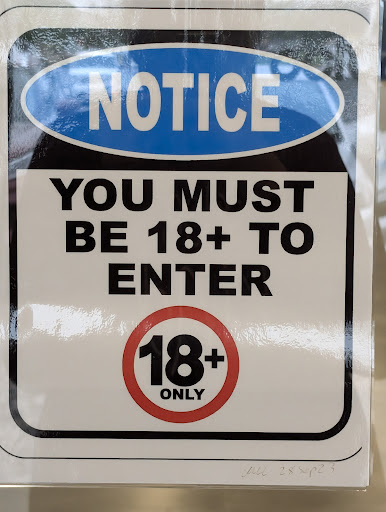 NOTICE
YOU MUST
BE 18+ TO
ENTER
18+
ONLY